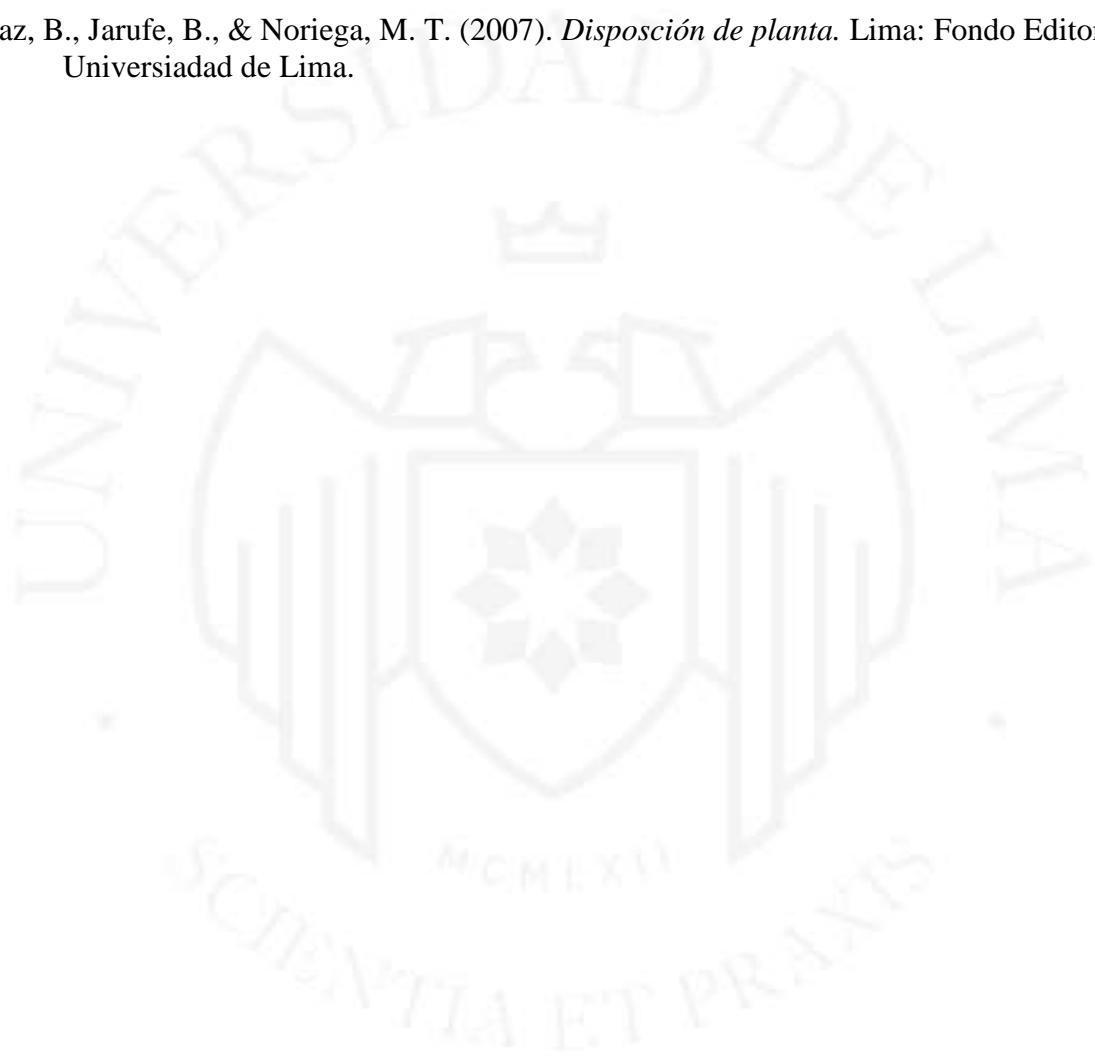 az, B., Jarufe, B., & Noriega, M. T. (2007). Disposción de planta. Lima: Fondo Editor
Universiadad de Lima.
UNIVERSIDAD DE LIMA
MCMLXII
SCIENTIA ET PRAXIS